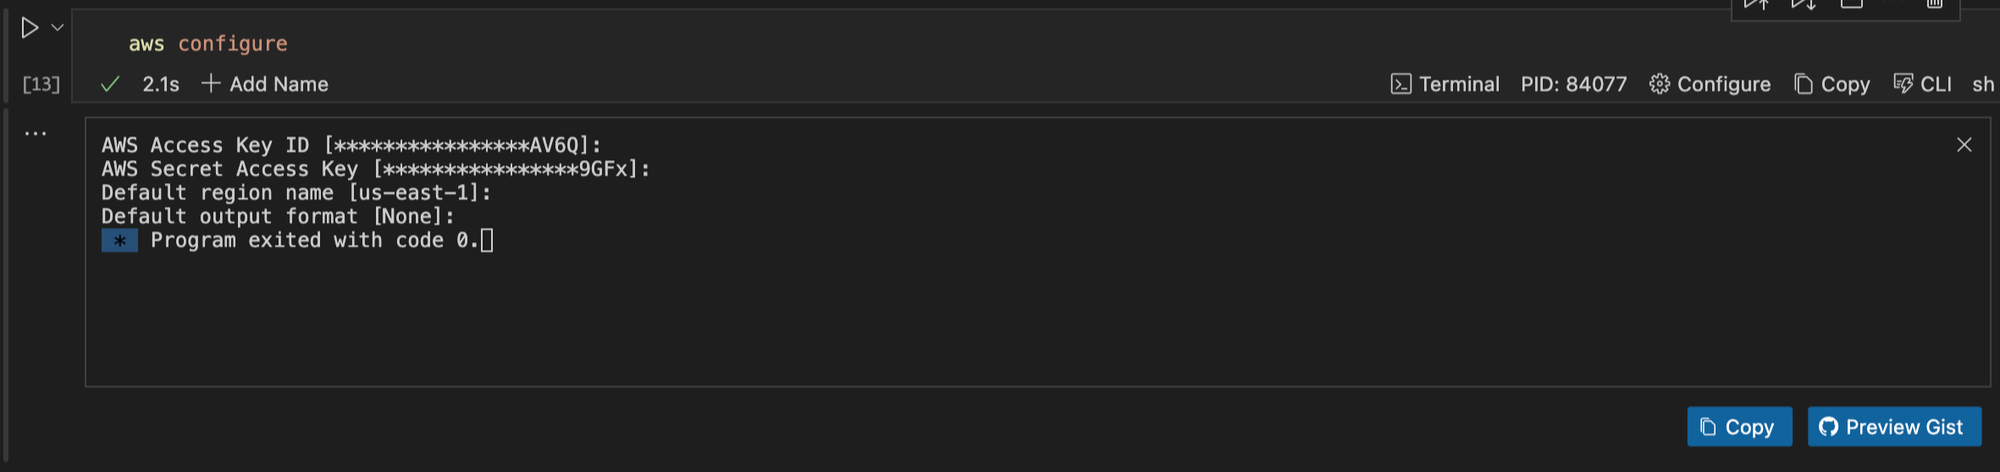 aws configure
[13] 2.1s Add Name Terminal PID: 84077 Configure Copy CLI sh
...
AWS Access Key ID [****************AV6Q]:
AWS Secret Access Key [****************9GFx]:
Default region name [us-east-1]:
Default output format [None]:
* Program exited with code 0.
Copy Preview Gist